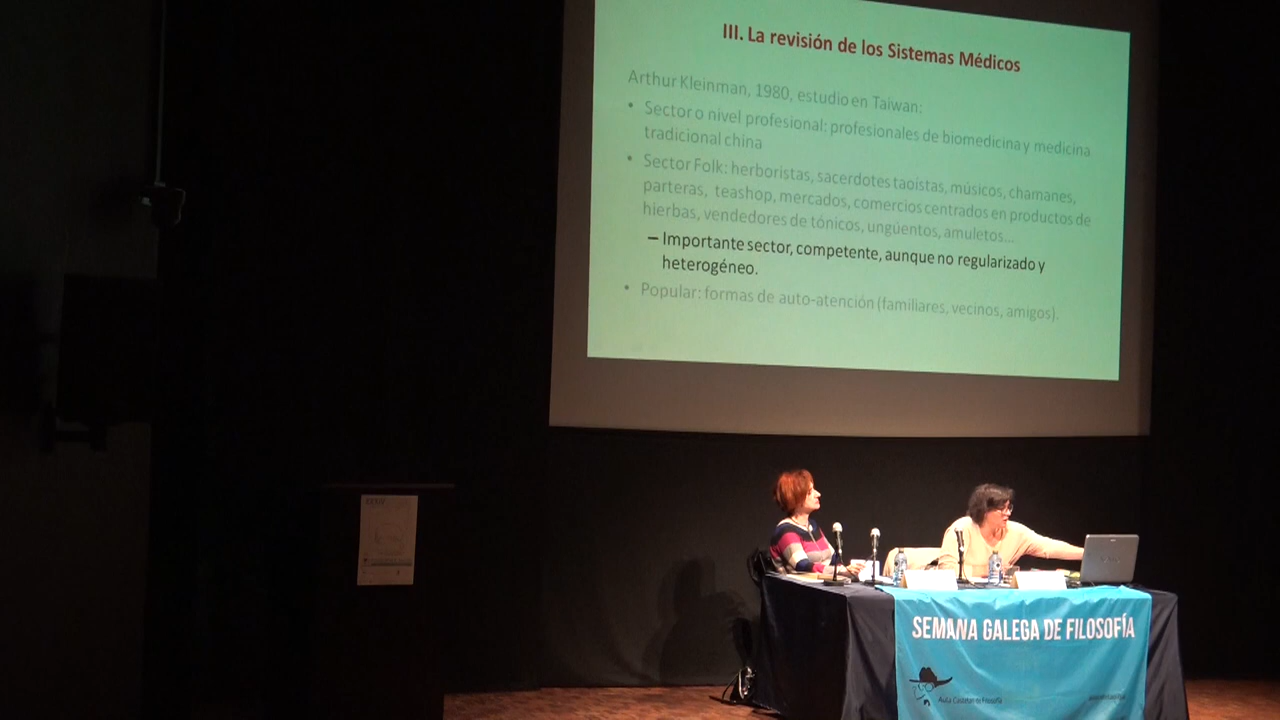 III. La revisión de los Sistemas Médicos
Arthur Kleinman, 1980, estudio en Taiwan:
• Sector o nivel profesional: profesionales de biomedicina y medicina
tradicional china
• Sector Folk: herboristas, sacerdotes taoístas, músicos, chamanes,
parteras, teashop, mercados, comercios centrados en productos de
hierbas, vendedores de tónicos, ungüentos, amuletos...
– Importante sector, competente, aunque no regularizado y
heterogéneo.
• Popular: formas de auto-atención (familiares, vecinos, amigos).
SEMANA GALEGA DE FILOSOFÍA
Aula Castelao de Filosofía